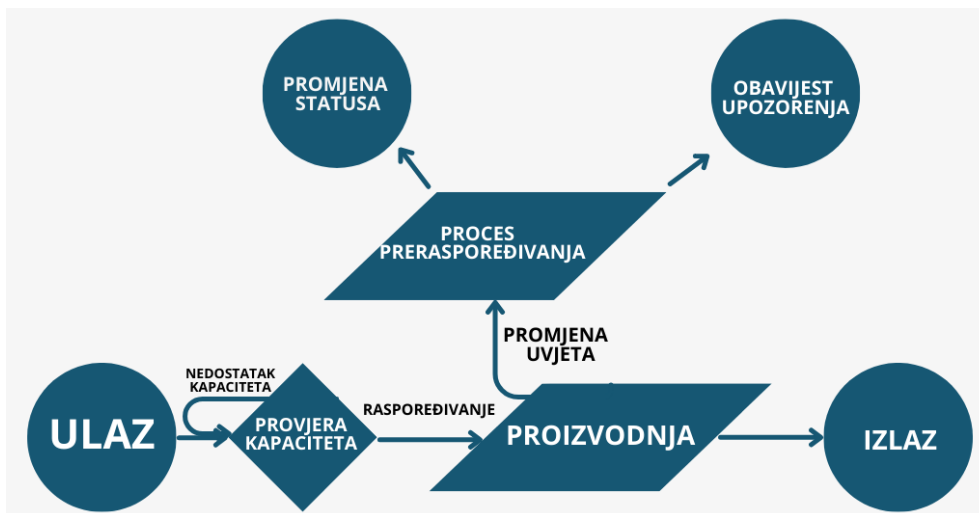 PROMJENA
STATUSA
OBAVIJEST
UPOZORENJA
PROCES
PRERASPOREĐIVANJA
PROMJENA
UVJETA
NEDOSTATAK
KAPACITETA
ULAZ
PROVJERA
KAPACITETA
RASPOREĐIVANJE
PROIZVODNJA
IZLAZ